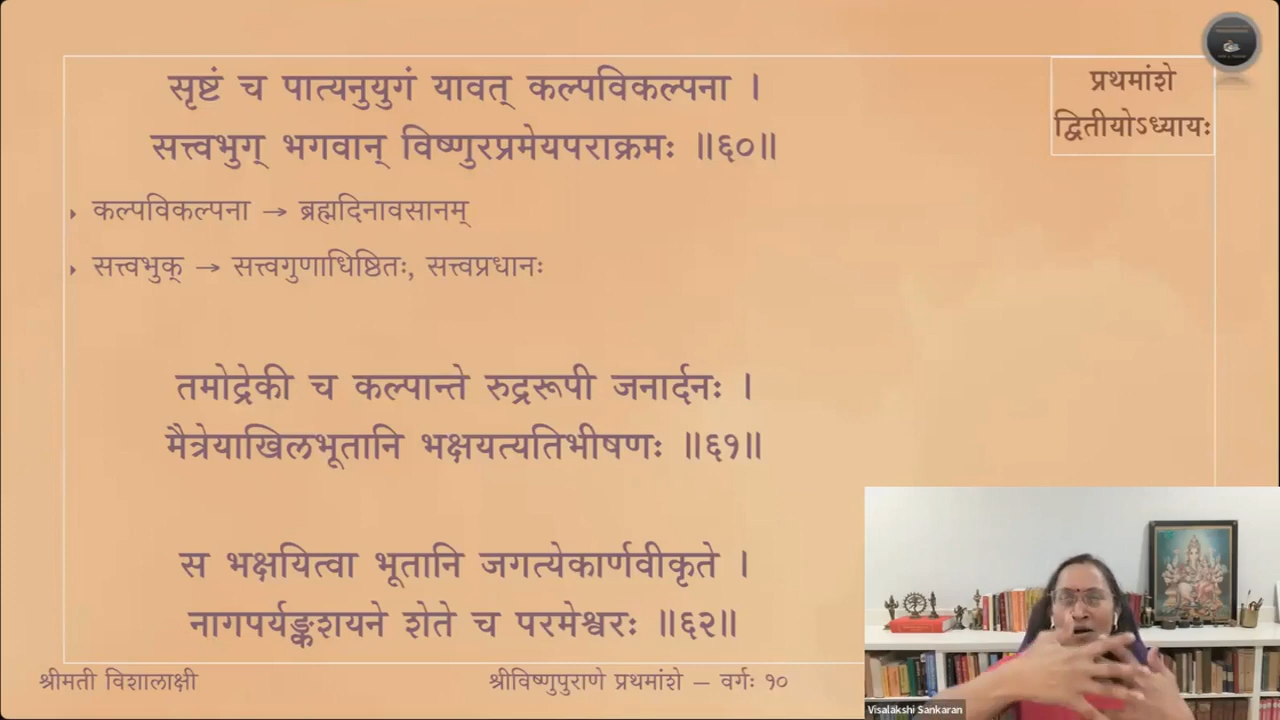 सृष्टं च पात्यनुयुगं यावत् कल्पविकल्पना ।
सत्त्वभुग् भगवान् विष्णुरप्रमेयपराक्रमः ॥६०॥
प्रथमांशे
द्वितीयोऽध्यायः
कल्पविकल्पना → ब्रह्मदिनावसानम्
सत्त्वभुक् → सत्त्वगुणाधिष्ठितः, सत्त्वप्रधानः
तमोद्रेकी च कल्पान्ते रुद्ररूपी जनार्दनः ।
मैत्रेयाखिलभूतानि भक्षयत्यतिभीषणः ॥६१॥
स भक्षयित्वा भूतानि जगत्येकार्णवीकृते ।
नागपर्यङ्कशयने शेते च परमेश्वरः ॥६२॥
श्रीमती विशालाक्षी
श्रीविष्णुपुराणे प्रथमांशे – वर्गः १०
Visalakshi Sankaran